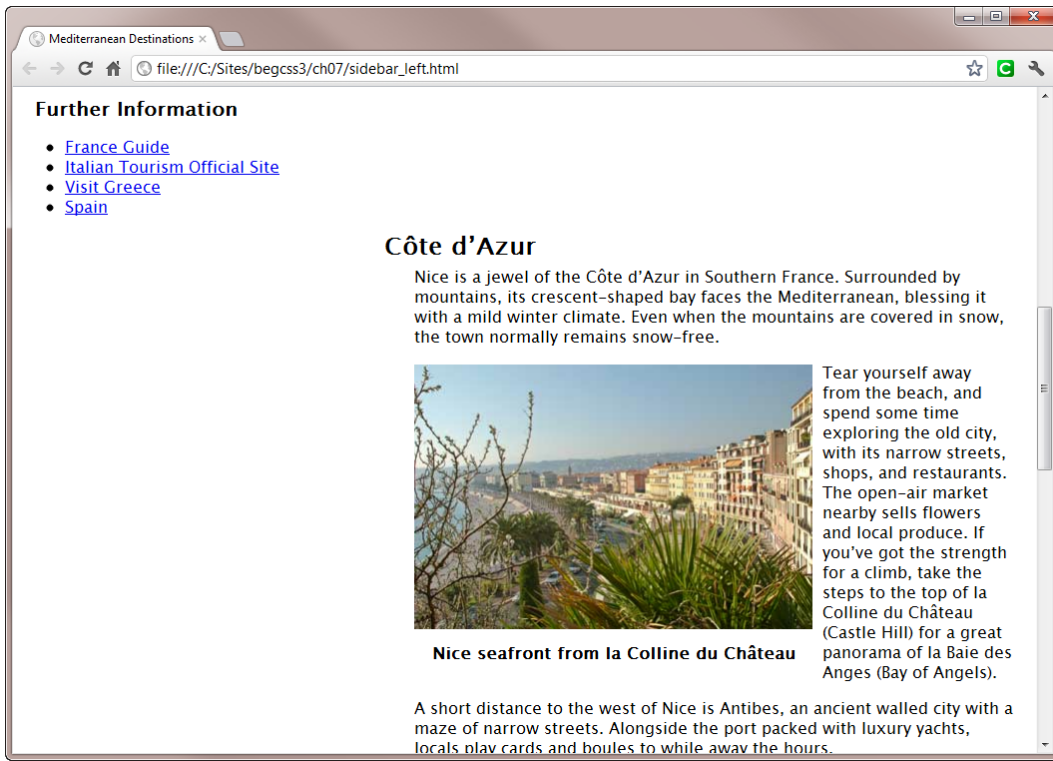 Mediterranean Destinations
file:///C:/Sites/begcss3/ch07/sidebar_left.html
Further Information
France Guide
Italian Tourism Official Site
Visit Greece
Spain
Côte d’Azur
Nice is a jewel of the Côte d’Azur in Southern France. Surrounded by
mountains, its crescent-shaped bay faces the Mediterranean, blessing it
with a mild winter climate. Even when the mountains are covered in snow,
the town normally remains snow-free.
Tear yourself away
from the beach, and
spend some time
exploring the old city,
with its narrow streets,
shops, and restaurants.
The open-air market
nearby sells flowers
and local produce. If
you’ve got the strength
for a climb, take the
steps to the top of la
Colline du Château
(Castle Hill) for a great
panorama of la Baie des
Anges (Bay of Angels).
Nice seafront from la Colline du Château
A short distance to the west of Nice is Antibes, an ancient walled city with a
maze of narrow streets. Alongside the port packed with luxury yachts,
locals play cards and boules to while away the hours.